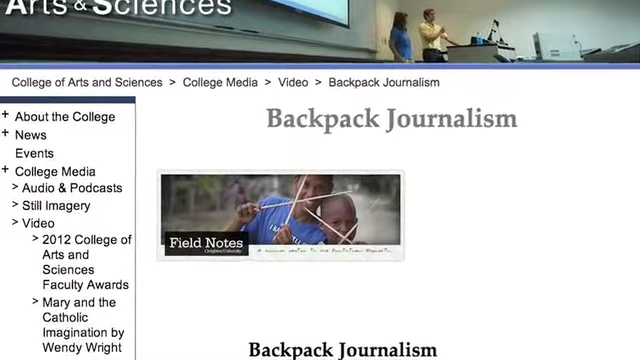 Arts & Sciences
College of Arts and Sciences > College Media > Video > Backpack Journalism
+ About the College
+ News
Events
+ College Media
> Audio & Podcasts
> Still Imagery
> Video
> 2012 College of
Arts and
Sciences
Faculty Awards
> Mary and the
Catholic
Imagination by
Wendy Wright
Backpack Journalism
Field Notes
Creighton University
Backpack Journalism